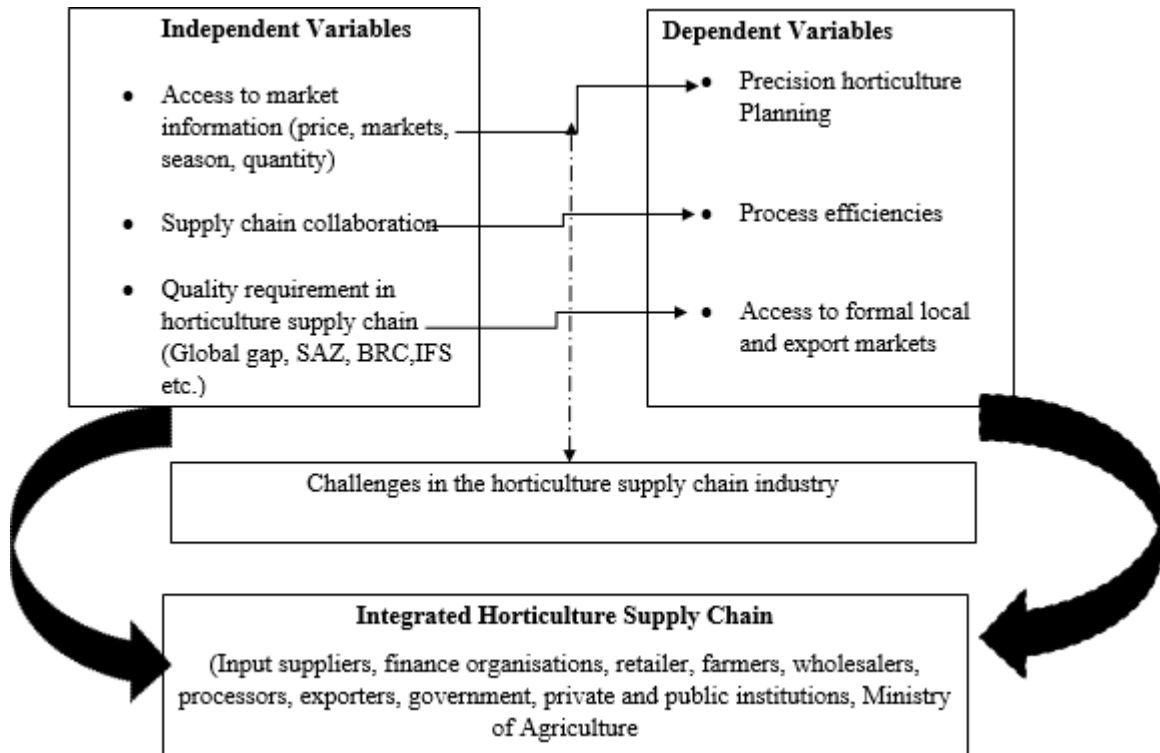 Independent Variables
• Access to market
information (price, markets,
season, quantity)
• Supply chain collaboration
• Quality requirement in
horticulture supply chain
(Global gap, SAZ, BRC,IFS
etc.)
Dependent Variables
• Precision horticulture
Planning
• Process efficiencies
• Access to formal local
and export markets
Challenges in the horticulture supply chain industry
Integrated Horticulture Supply Chain
(Input suppliers, finance organisations, retailer, farmers, wholesalers,
processors, exporters, government, private and public institutions, Ministry
of Agriculture